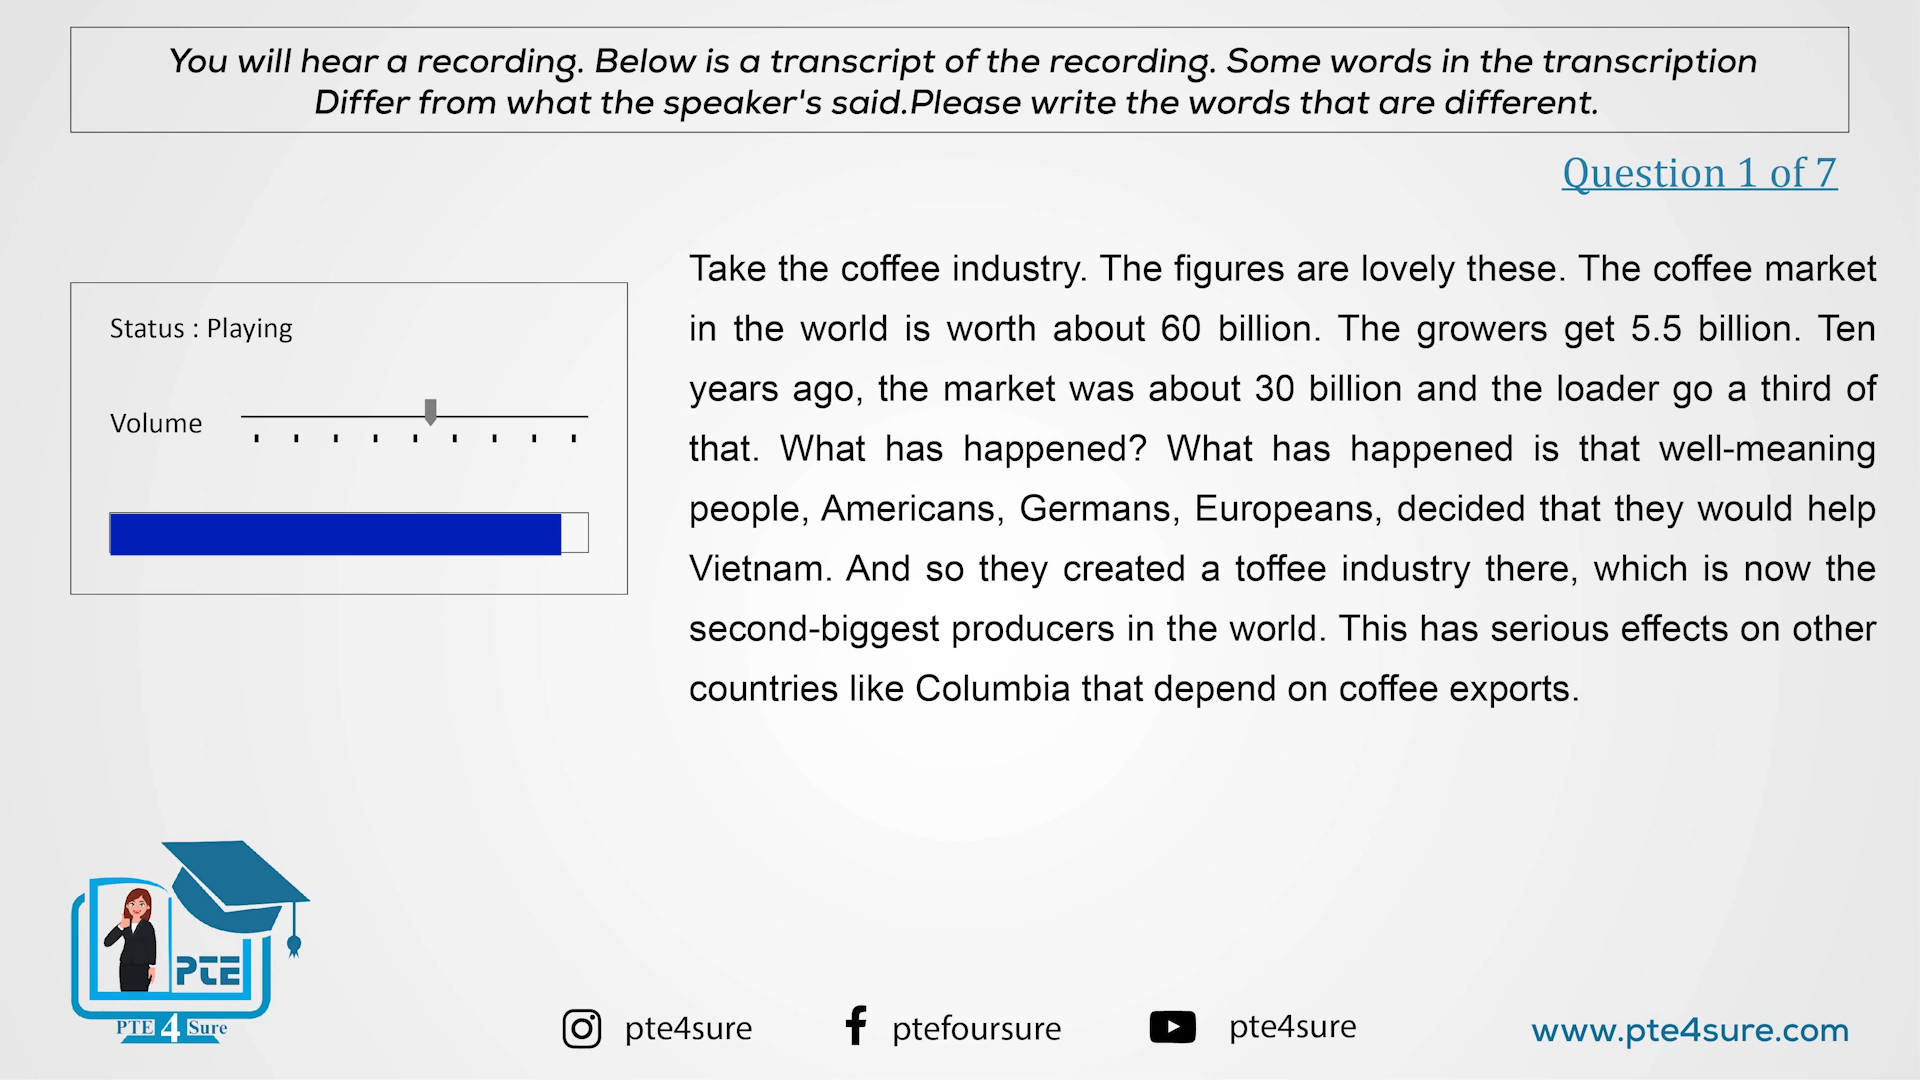 You will hear a recording. Below is a transcript of the recording. Some words in the transcription
Differ from what the speaker's said.Please write the words that are different.
Question 1 of 7
Status : Playing
Volume
Take the coffee industry. The figures are lovely these. The coffee market
in the world is worth about 60 billion. The growers get 5.5 billion. Ten
years ago, the market was about 30 billion and the loader go a third of
that. What has happened? What has happened is that well-meaning
people, Americans, Germans, Europeans, decided that they would help
Vietnam. And so they created a toffee industry there, which is now the
second-biggest producers in the world. This has serious effects on other
countries like Columbia that depend on coffee exports.
PTE
PTE 4 Sure
pte4sure
ptefoursure
pte4sure
www.pte4sure.com